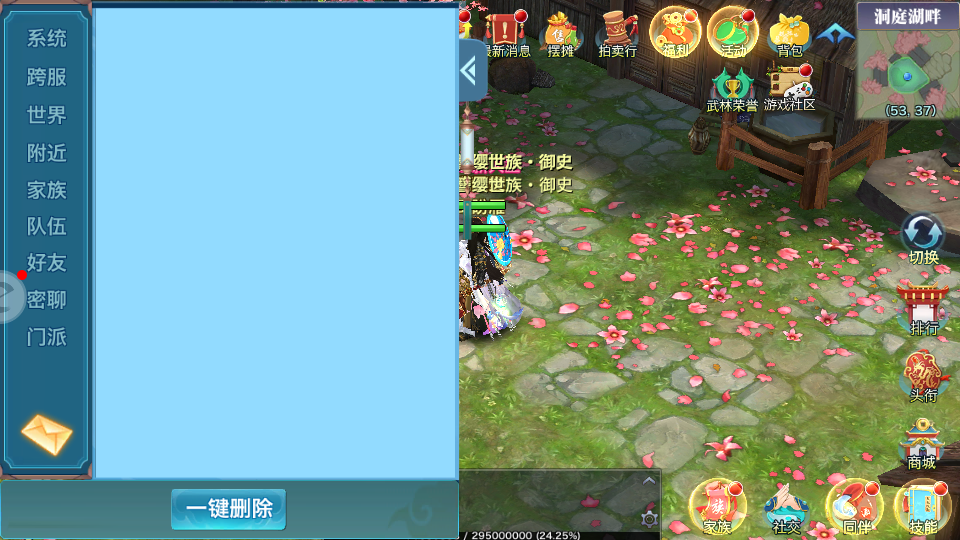 系统
跨服
世界
附近
家族
队伍
好友
密聊
门派
一键删除
最新消息
摆摊
售
拍卖行
福利
活动
背包
武林荣誉
游戏社区
洞庭湖畔
(53, 37)
缨世族·御史
缨世族·御史
切换
排行
头衔
商城
族
家族
社交
同伴
技能
/ 295000000 (24.25%)